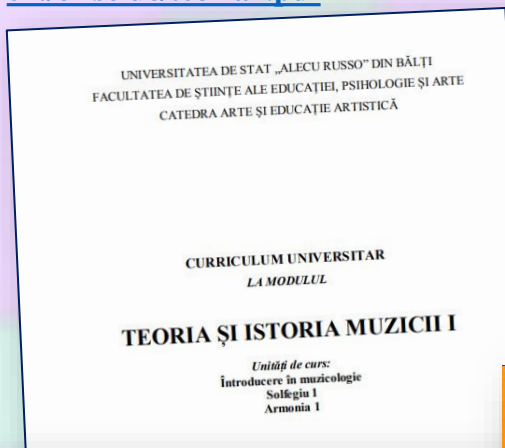 UNIVERSITATEA DE STAT „ALECU RUSSO” DIN BĂLȚI
FACULTATEA DE ȘTIINȚE ALE EDUCAȚIEI, PSIHOLOGIE ȘI ARTE
CATEDRA ARTE ȘI EDUCAȚIE ARTISTICĂ
CURRICULUM UNIVERSITAR
LA MODULUL
TEORIA ȘI ISTORIA MUZICII I
Unități de curs:
Întroducere în muzicologie
Solfegiu 1
Armonia 1